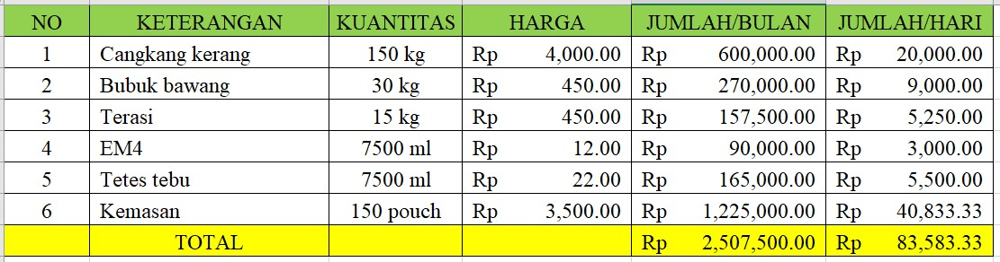 NO KETERANGAN KUANTITAS HARGA JUMLAH/BULAN JUMLAH/HARI
1 Cangkang kerang 150 kg Rp 4,000.00 Rp 600,000.00 Rp 20,000.00
2 Bubuk bawang 30 kg Rp 450.00 Rp 270,000.00 Rp 9,000.00
3 Terasi 15 kg Rp 450.00 Rp 157,500.00 Rp 5,250.00
4 EM4 7500 ml Rp 12.00 Rp 90,000.00 Rp 3,000.00
5 Tetes tebu 7500 ml Rp 22.00 Rp 165,000.00 Rp 5,500.00
6 Kemasan 150 pouch Rp 3,500.00 Rp 1,225,000.00 Rp 40,833.33
TOTAL Rp 2,507,500.00 Rp 83,583.33